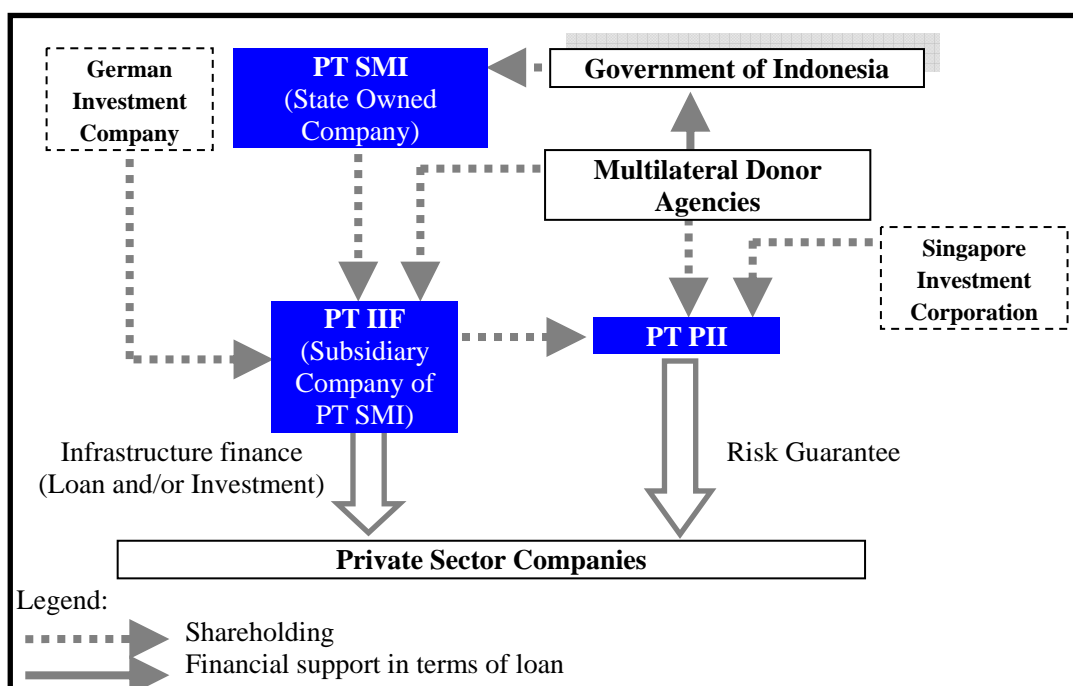 German
Investment
Company
PT SMI
(State Owned
Company)
Government of Indonesia
Multilateral Donor
Agencies
Singapore
Investment
Corporation
PT IIF
(Subsidiary
Company of
PT SMI)
PT PII
Infrastructure finance
(Loan and/or Investment)
Risk Guarantee
Private Sector Companies
Legend:
Shareholding
Financial support in terms of loan